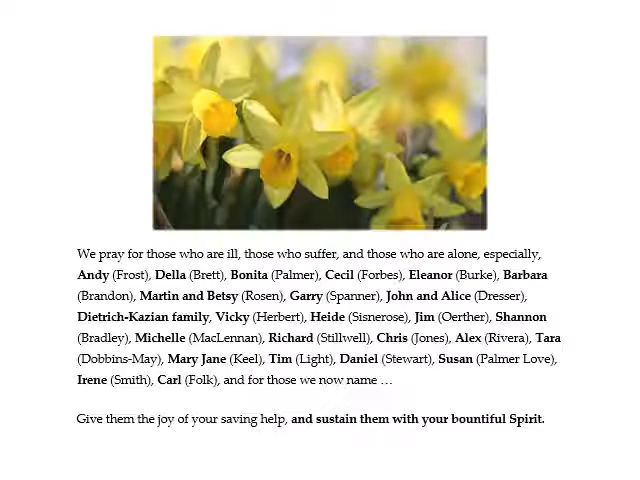 We pray for those who are ill, those who suffer, and those who are alone, especially,
Andy (Frost), Della (Brett), Bonita (Palmer), Cecil (Forbes), Eleanor (Burke), Barbara
(Brandon), Martin and Betsy (Rosen), Garry (Spanner), John and Alice (Dresser),
Dietrich-Kazian family, Vicky (Herbert), Heide (Sisnerose), Jim (Oerther), Shannon
(Bradley), Michelle (MacLennan), Richard (Stillwell), Chris (Jones), Alex (Rivera), Tara
(Dobbins-May), Mary Jane (Keel), Tim (Light), Daniel (Stewart), Susan (Palmer Love),
Irene (Smith), Carl (Folk), and for those we now name …
Give them the joy of your saving help, and sustain them with your bountiful Spirit.